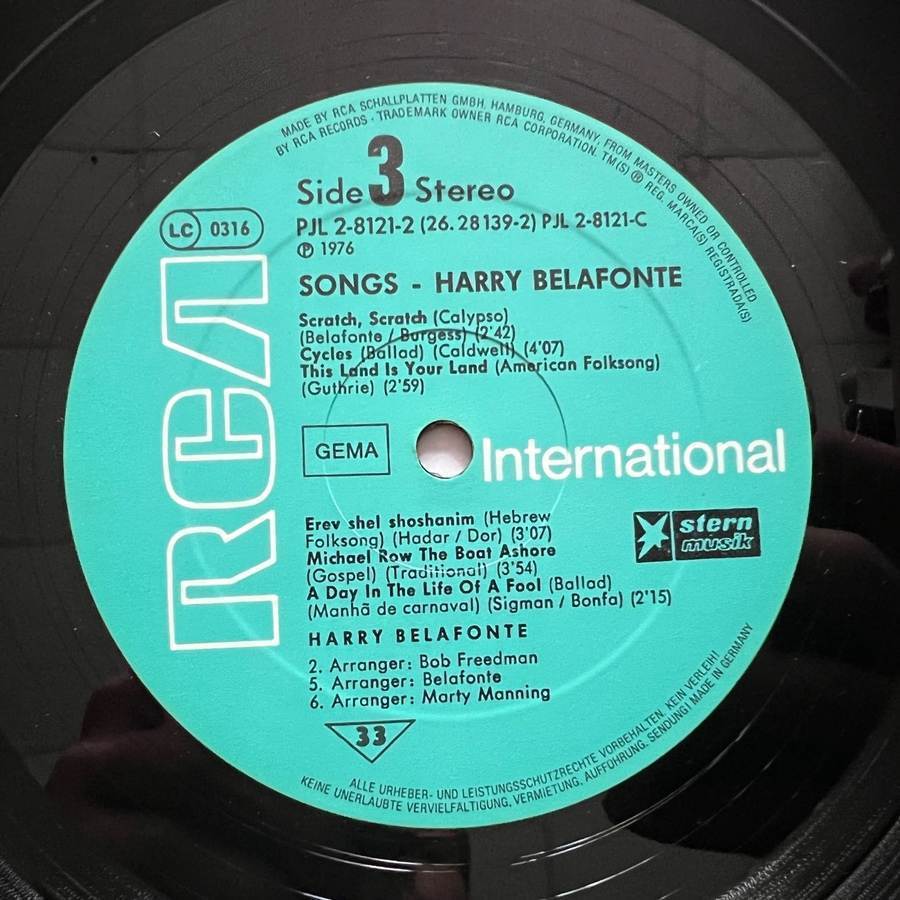 MADE BY RCA SCHALLPLATTEN GMBH, HAMBURG, GERMANY, FROM MASTERS OWNED OR CONTROLLED
BY RCA RECORDS · TRADEMARK OWNER RCA CORPORATION. TM(S) ® REG. MARCA(S) REGISTRADA(S)
Side 3 Stereo
LC 0316
PJL 2-8121-2 (26.28139-2) PJL 2-8121-C
℗ 1976
SONGS - HARRY BELAFONTE
Scratch, Scratch (Calypso)
(Belafonte / Burgess) (2'42)
Cycles (Ballad) (Caldwell) (4'07)
This Land Is Your Land (American Folksong)
(Guthrie) (2'59)
RCA
GEMA
International
Erev shel shoshanim (Hebrew
Folksong) (Hadar / Dor) (3'07)
Michael Row The Boat Ashore
(Gospel) (Traditional) (3'54)
A Day In The Life Of A Fool (Ballad)
(Manhã de carnaval) (Sigman / Bonfa) (2'15)
stern
musik
HARRY BELAFONTE
2. Arranger: Bob Freedman
5. Arranger: Belafonte
6. Arranger: Marty Manning
33
ALLE URHEBER- UND LEISTUNGSSCHUTZRECHTE VORBEHALTEN. KEIN VERLEIH!
KEINE UNERLAUBTE VERVIELFÄLTIGUNG, VERMIETUNG, AUFFÜHRUNG, SENDUNG! MADE IN GERMANY